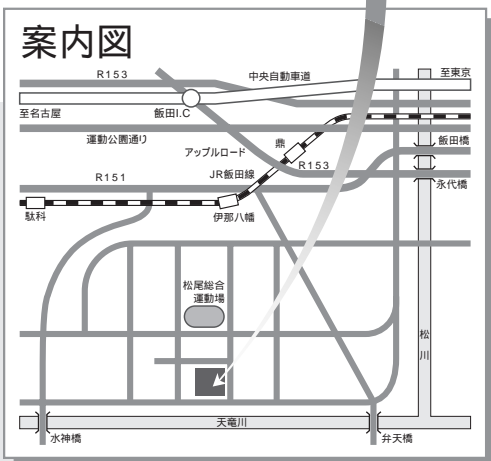 案内図
R153
中央自動車道
至東京
至名古屋
飯田I.C
運動公園通り
アップルロード
鼎
飯田橋
R153
R151
JR飯田線
永代橋
駄科
伊那八幡
松尾総合
運動場
松川
天竜川
水神橋
弁天橋